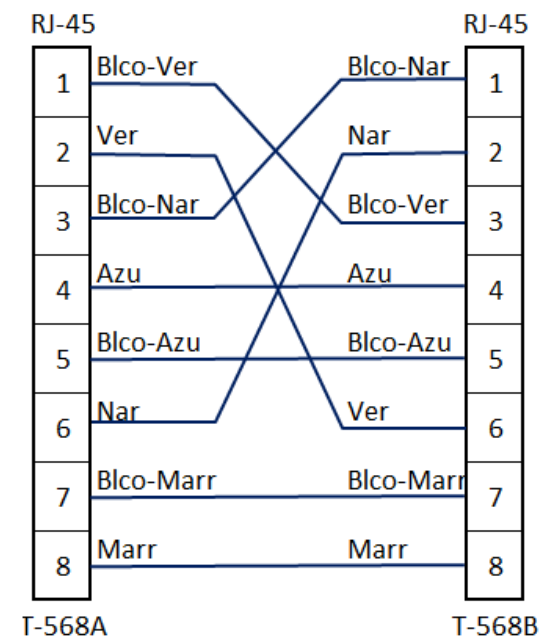 RJ-45 RJ-45
1 Blco-Ver Blco-Nar 1
2 Ver Nar 2
3 Blco-Nar Blco-Ver 3
4 Azu Azu 4
5 Blco-Azu Blco-Azu 5
6 Nar Ver 6
7 Blco-Marr Blco-Marr 7
8 Marr Marr 8
T-568A T-568B